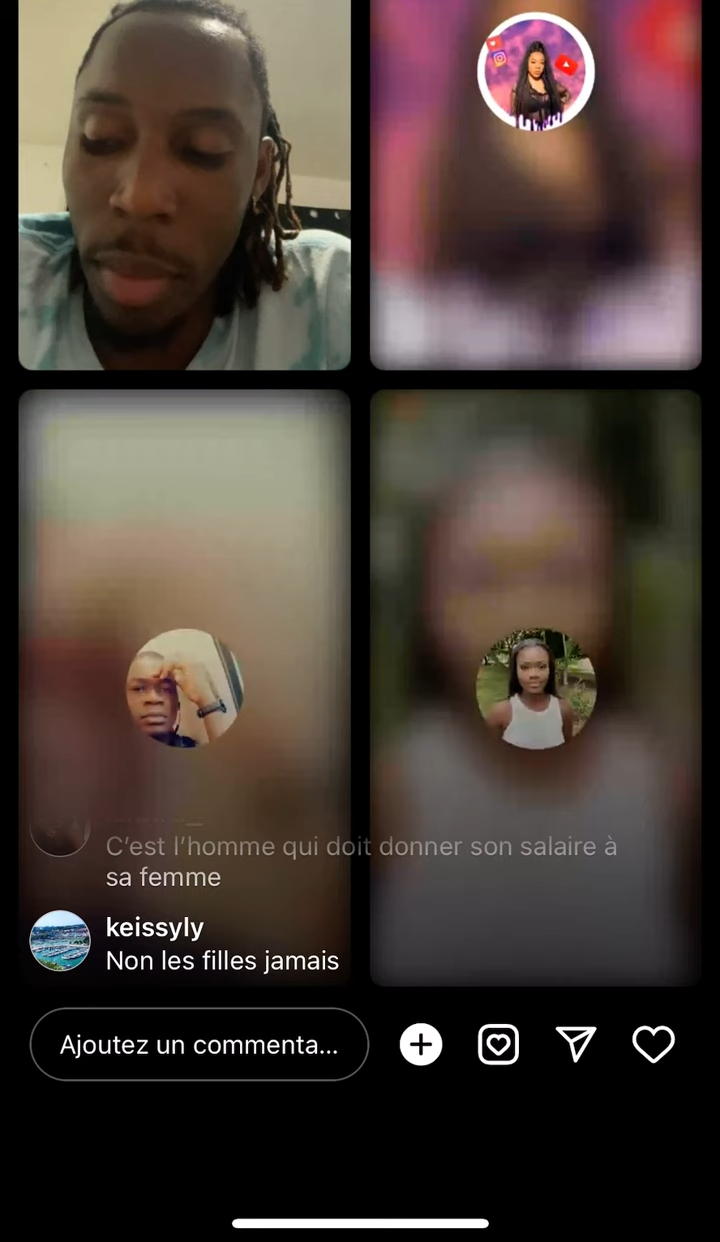 C'est l'homme qui doit donner son salaire à
sa femme
keissyly
Non les filles jamais
Ajoutez un commenta...